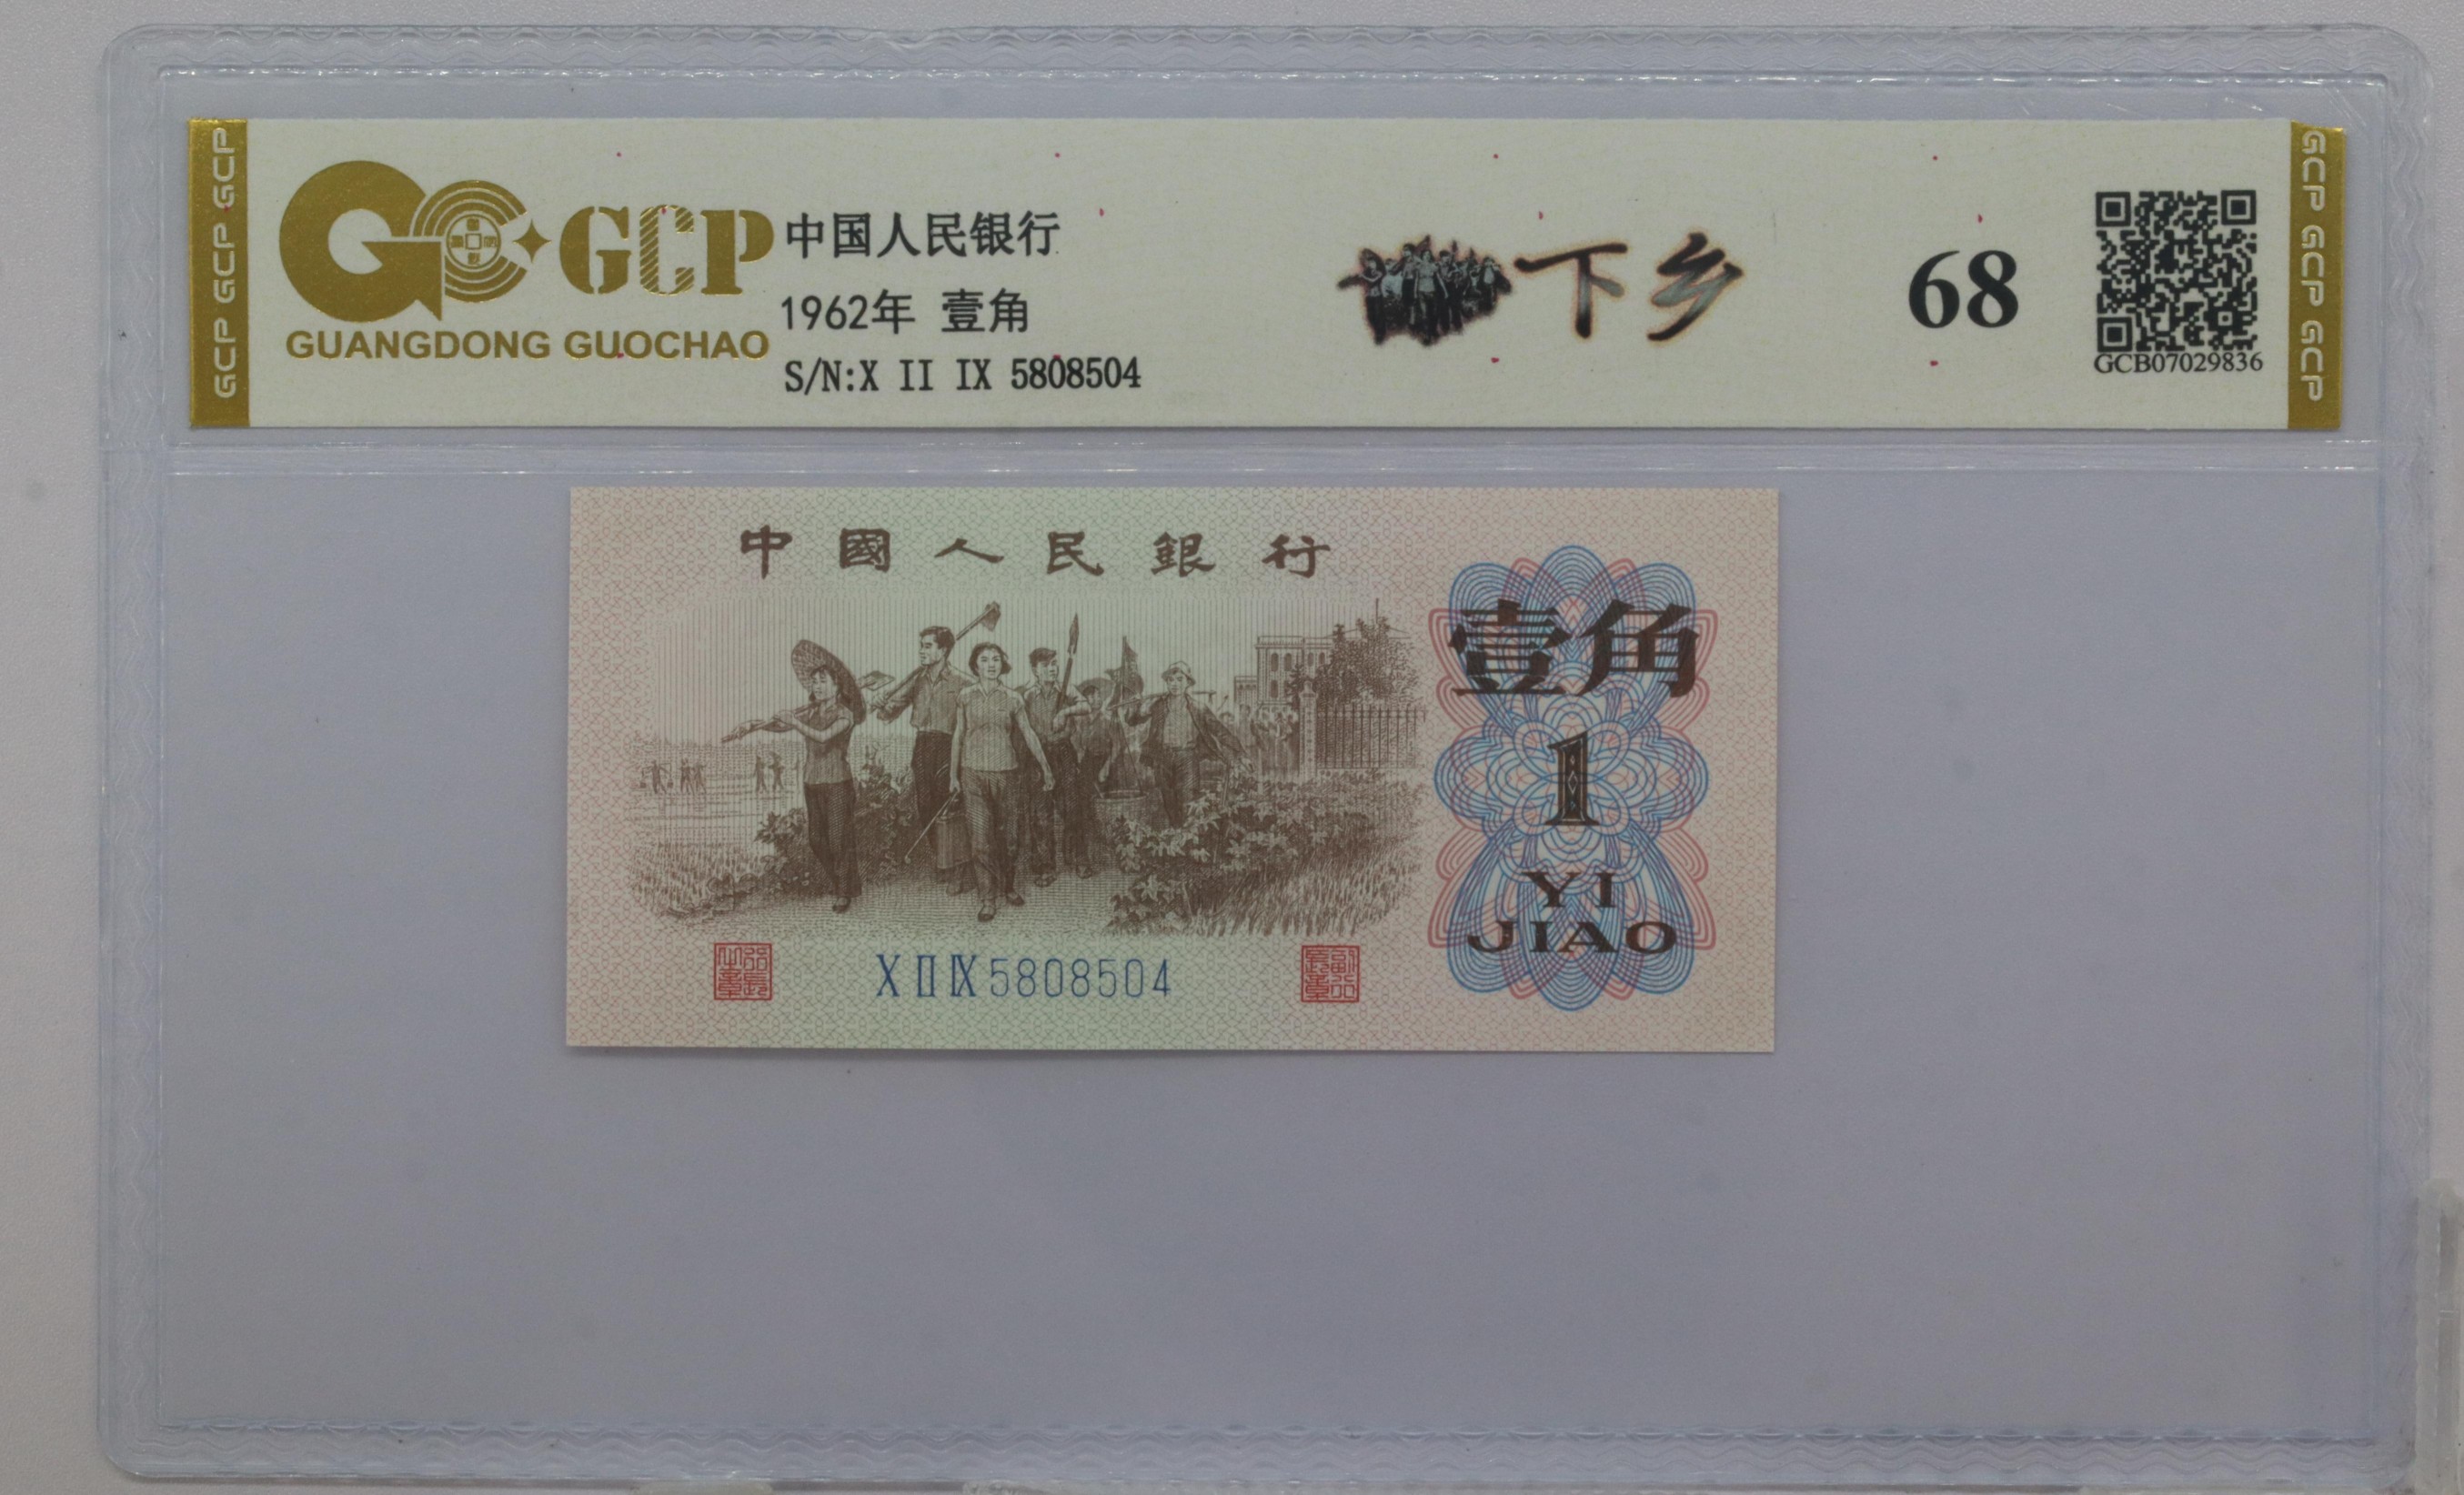 GCP GCP GCP
GCP
GUANGDONG GUOCHAO
中国人民银行
1962年 壹角
S/N:X II IX 5808504
下乡
68
GCB07029836
GCP GCP GCP
中國人民銀行
壹角
1
YI
JIAO
X II IX 5808504